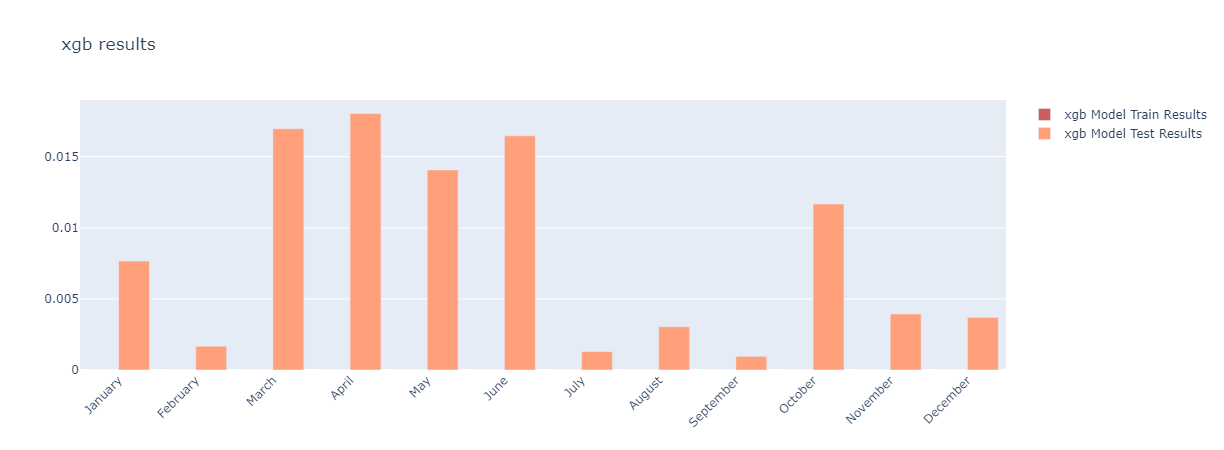 xgb results
xgb Model Train Results
xgb Model Test Results
0.015
0.01
0.005
0
January
February
March
April
May
June
July
August
September
October
November
December